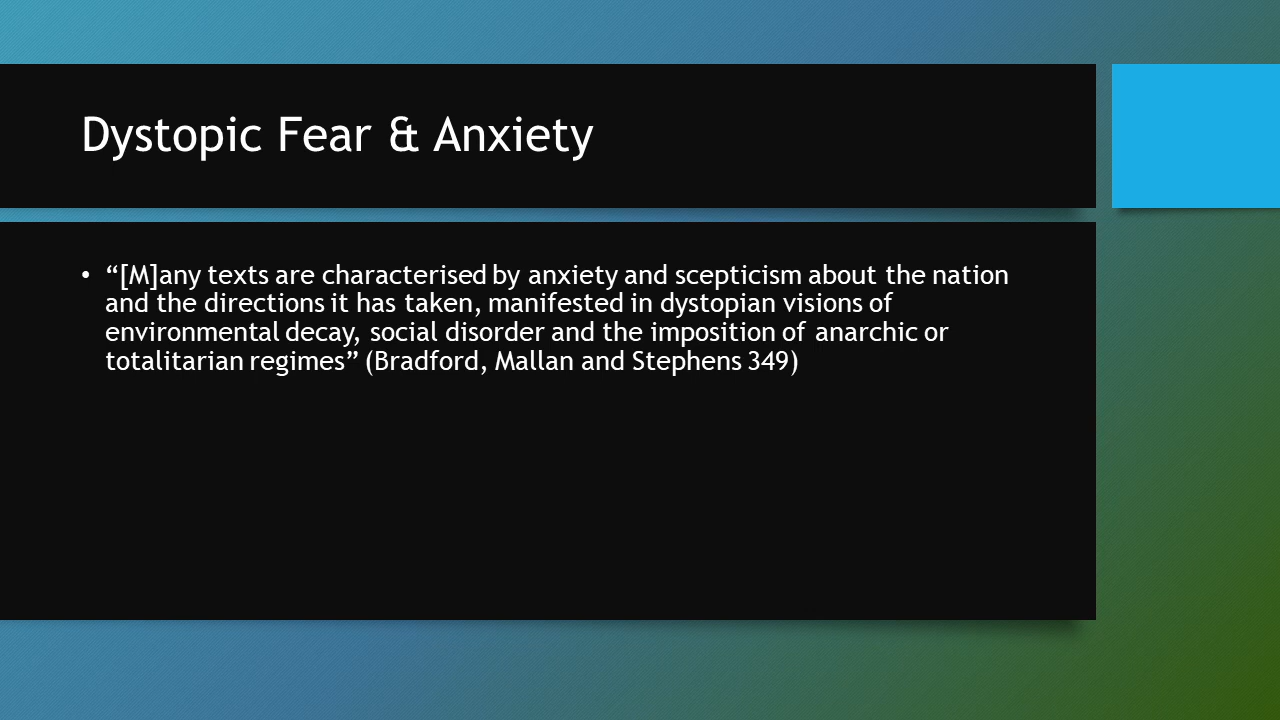 Dystopic Fear & Anxiety
• “[M]any texts are characterised by anxiety and scepticism about the nation
and the directions it has taken, manifested in dystopian visions of
environmental decay, social disorder and the imposition of anarchic or
totalitarian regimes” (Bradford, Mallan and Stephens 349)